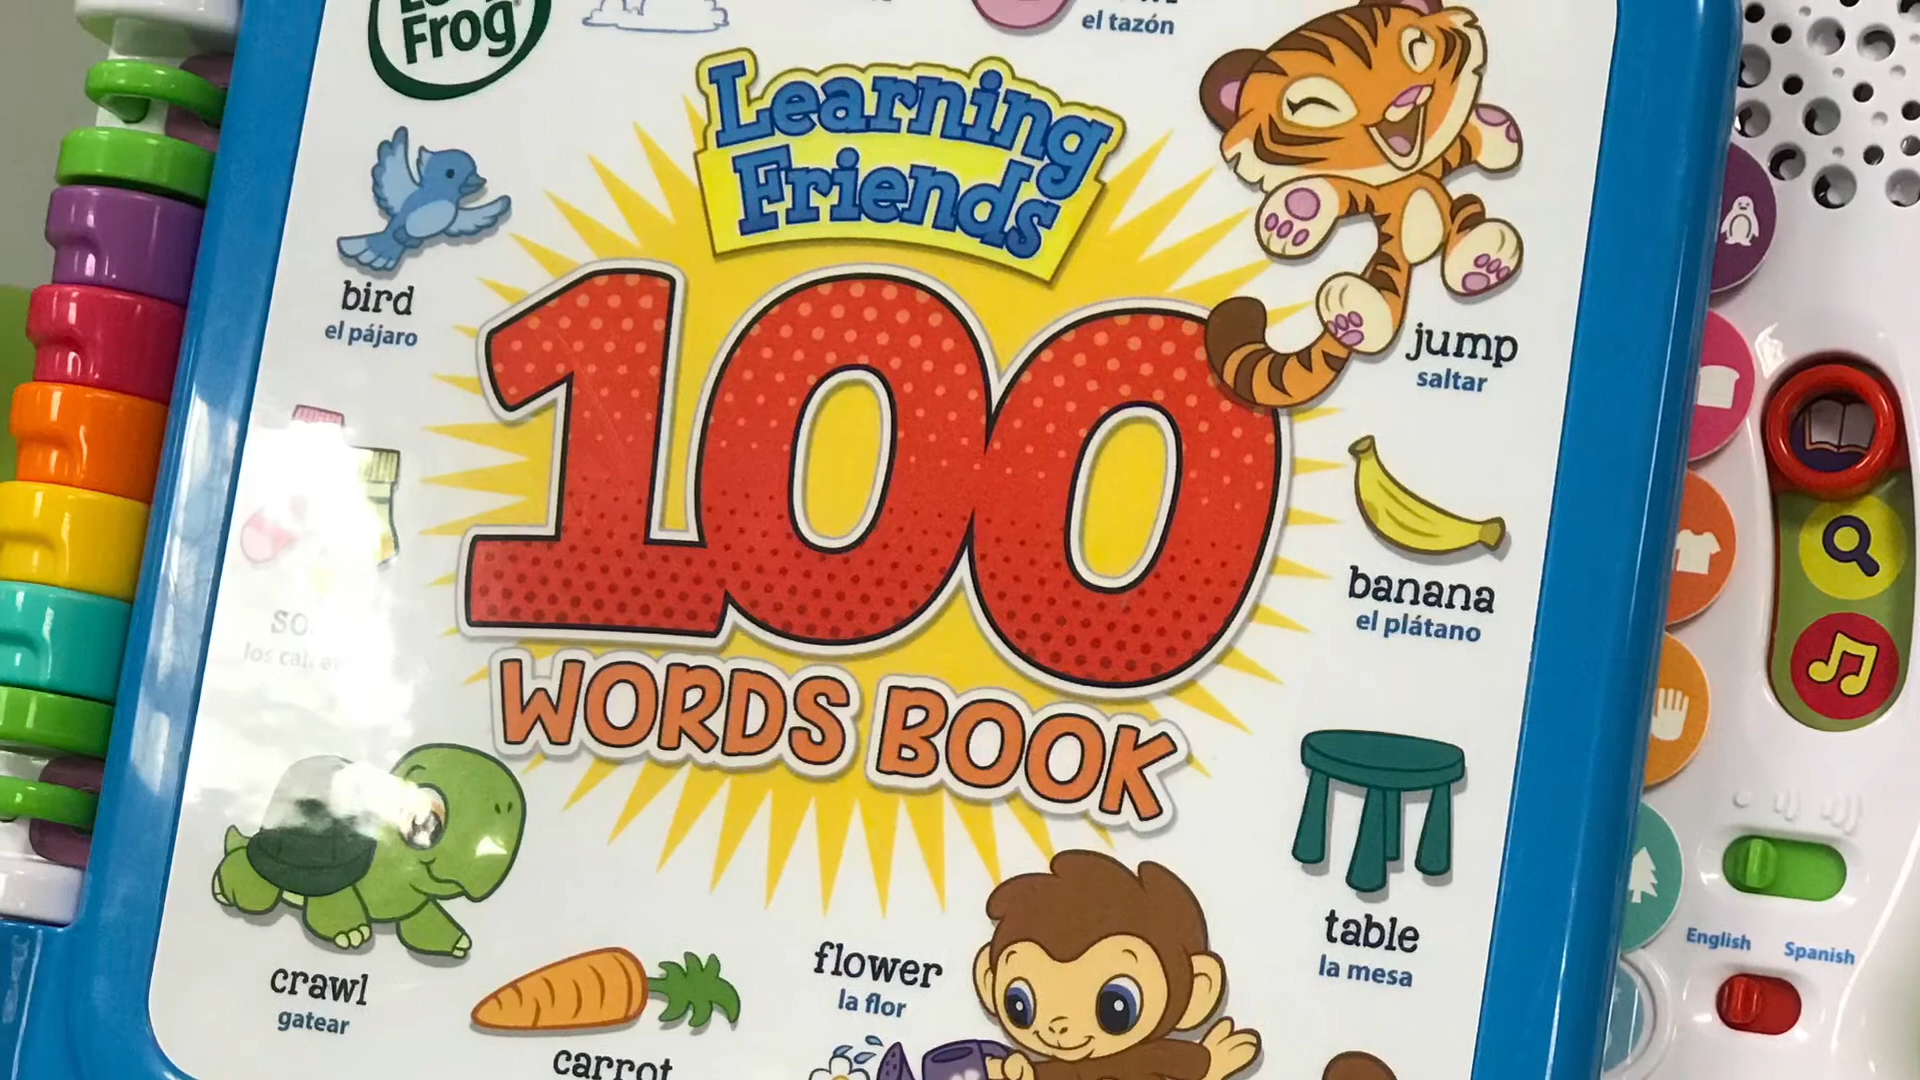 Frog
el tazón
Learning
Friends
100
WORDS BOOK
bird
el pájaro
jump
saltar
banana
el plátano
crawl
gatear
carrot
flower
la flor
table
la mesa
English Spanish